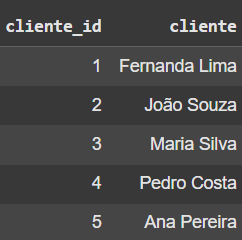 cliente_id cliente
1 Fernanda Lima
2 João Souza
3 Maria Silva
4 Pedro Costa
5 Ana Pereira